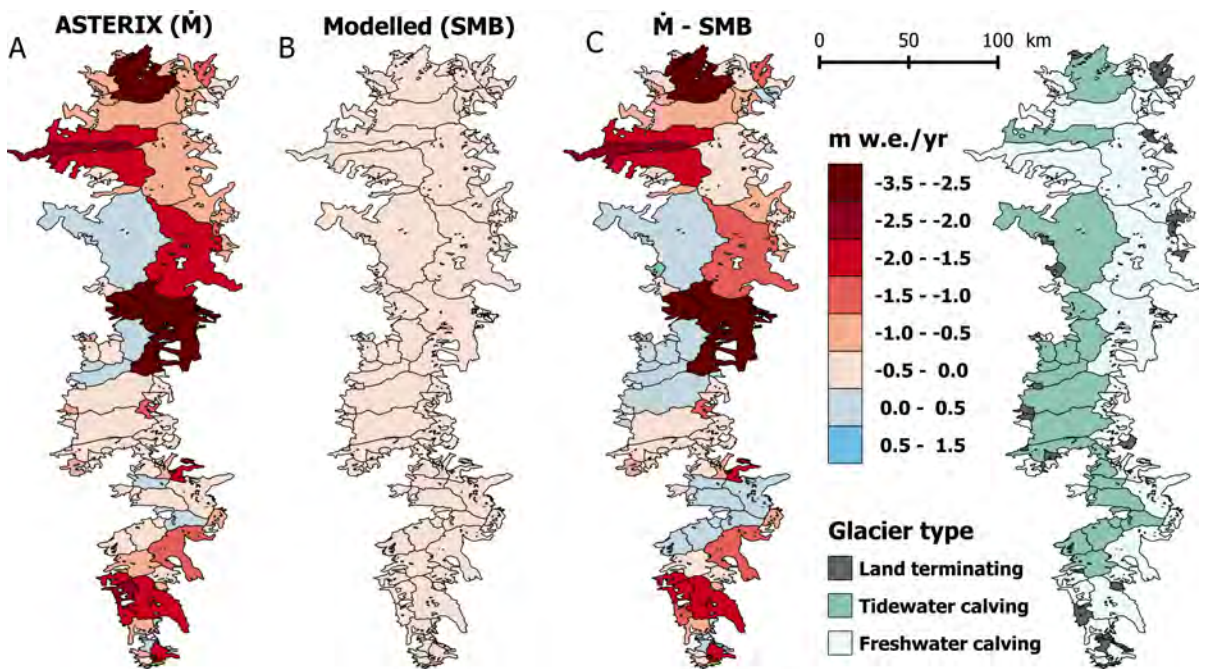 ASTERIX (Ṁ)
Modelled (SMB)
Ṁ - SMB
A
B
C
0 50 100 km
m w.e./yr
-3.5 - -2.5
-2.5 - -2.0
-2.0 - -1.5
-1.5 - -1.0
-1.0 - -0.5
-0.5 - 0.0
0.0 - 0.5
0.5 - 1.5
Glacier type
Land terminating
Tidewater calving
Freshwater calving